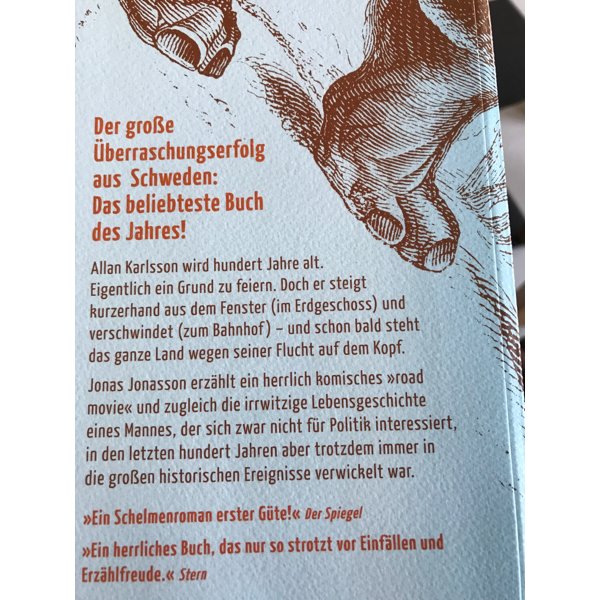 Der große
Überraschungserfolg
aus Schweden:
Das beliebteste Buch
des Jahres!
Allan Karlsson wird hundert Jahre alt.
Eigentlich ein Grund zu feiern. Doch er steigt
kurzerhand aus dem Fenster (im Erdgeschoss) und
verschwindet (zum Bahnhof) – und schon bald steht
das ganze Land wegen seiner Flucht auf dem Kopf.
Jonas Jonasson erzählt ein herrlich komisches »road
movie« und zugleich die irrwitzige Lebensgeschichte
eines Mannes, der sich zwar nicht für Politik interessiert,
in den letzten hundert Jahren aber trotzdem immer in
die großen historischen Ereignisse verwickelt war.
»Ein Schelmenroman erster Güte!« Der Spiegel
»Ein herrliches Buch, das nur so strotzt vor Einfällen und
Erzählfreude.« Stern